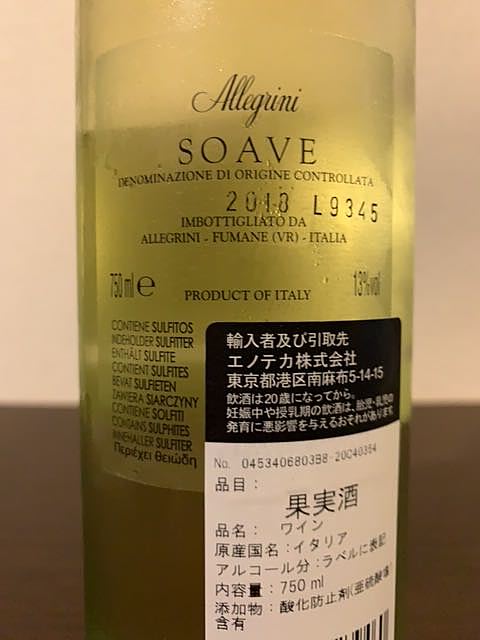 Allegrini
SOAVE
DENOMINAZIONE DI ORIGINE CONTROLLATA
2018 L9345
IMBOTTIGLIATO DA
ALLEGRINI - FUMANE (VR) - ITALIA
750 ml e
13%vol
PRODUCT OF ITALY
CONTIENE SULFITOS
INDEHOLDER SULFITTER
ENTHÄLT SULFITE
CONTIENT SULFITES
BEVAT SULFIETEN
ZAWIERA SIARCZYNY
CONTIENE SOLFITI
CONTAINS SULPHITES
INNEHALLER SULFITER
Περιέχει θειώδη
輸入者及び引取先
エノテカ株式会社
東京都港区南麻布5-14-15
飲酒は20歳になってから。
妊娠中や授乳期の飲酒は、胎児・乳児の
発育に悪影響を与えるおそれがあります。
No. 0453406803B8-20040364
品目：
果実酒
品名： ワイン
原産国名：イタリア
アルコール分：ラベルに表記
内容量：750 ml
添加物：酸化防止剤(亜硫酸塩)
含有